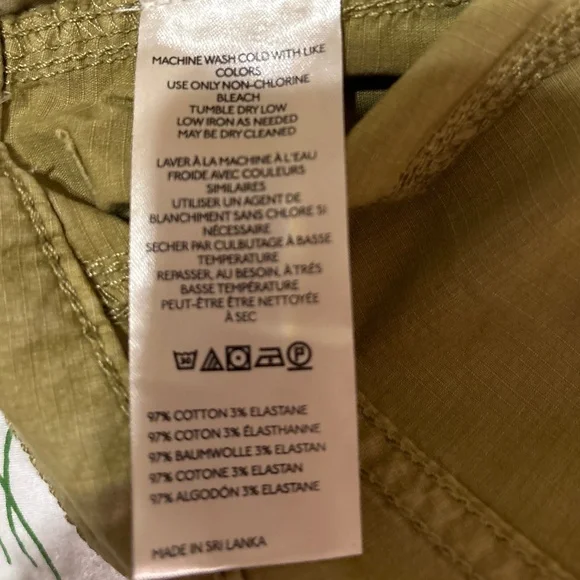 MACHINE WASH COLD WITH LIKE
COLORS
USE ONLY NON-CHLORINE
BLEACH
TUMBLE DRY LOW
LOW IRON AS NEEDED
MAY BE DRY CLEANED
LAVER À LA MACHINE À L'EAU
FROIDE AVEC COULEURS
SIMILAIRES
UTILISER UN AGENT DE
BLANCHIMENT SANS CHLORE SI
NÉCESSAIRE
SECHER PAR CULBUTAGE À BASSE
TEMPERATURE
REPASSER, AU BESOIN, À TRÈS
BASSE TEMPÉRATURE
PEUT-ÊTRE ÊTRE NETTOYÉE
À SEC
30 P
97% COTTON 3% ELASTANE
97% COTON 3% ÉLASTHANNE
97% BAUMWOLLE 3% ELASTAN
97% COTONE 3% ELASTAN
97% ALGODÓN 3% ELASTANE
MADE IN SRI LANKA